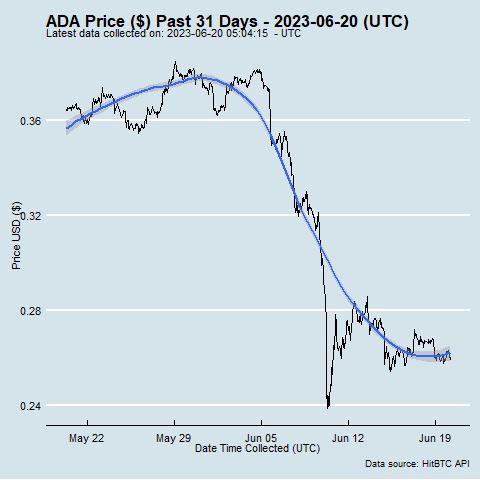 ADA Price ($) Past 31 Days - 2023-06-20 (UTC)
Latest data collected on: 2023-06-20 05:04:15  - UTC
0.36
0.32
0.28
0.24
Price USD ($)
May 22
May 29
Jun 05
Jun 12
Jun 19
Date Time Collected (UTC)
Data source: HitBTC API